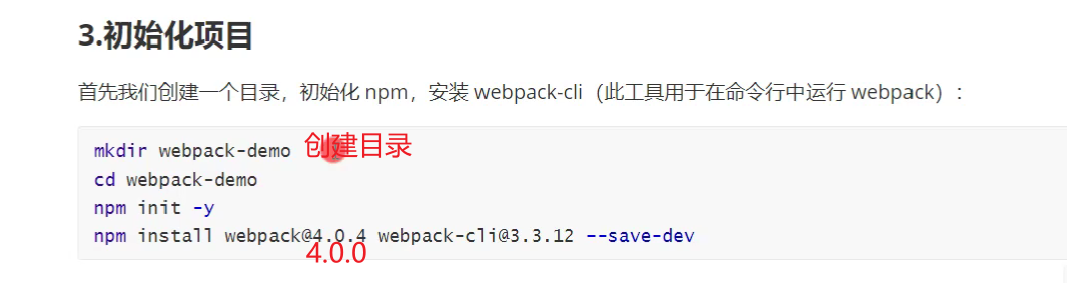 3.初始化项目
首先我们创建一个目录，初始化 npm，安装 webpack-cli（此工具用于在命令行中运行 webpack）：
mkdir webpack-demo 创建目录
cd webpack-demo
npm init -y
npm install webpack@4.0.4 webpack-cli@3.3.12 --save-dev
4.0.0